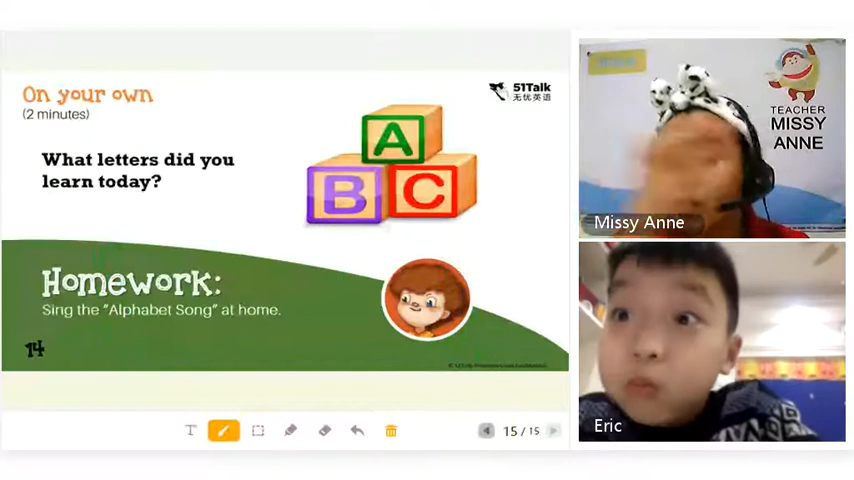 On your own
(2 minutes)
51Talk
无忧英语
What letters did you
learn today?
A
B C
Homework:
Sing the "Alphabet Song" at home.
14
T
15 / 15
TEACHER
MISSY
ANNE
Missy Anne
Eric